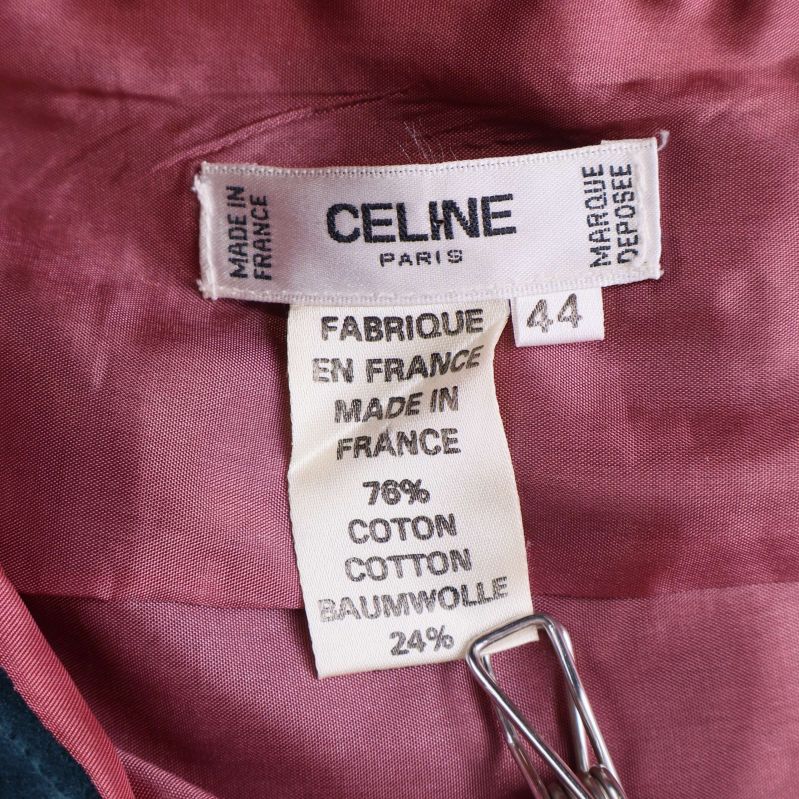 MADE IN
FRANCE
CELINE
PARIS
MARQUE
DEPOSEE
44
FABRIQUE
EN FRANCE
MADE IN
FRANCE
76%
COTON
COTTON
BAUMWOLLE
24%